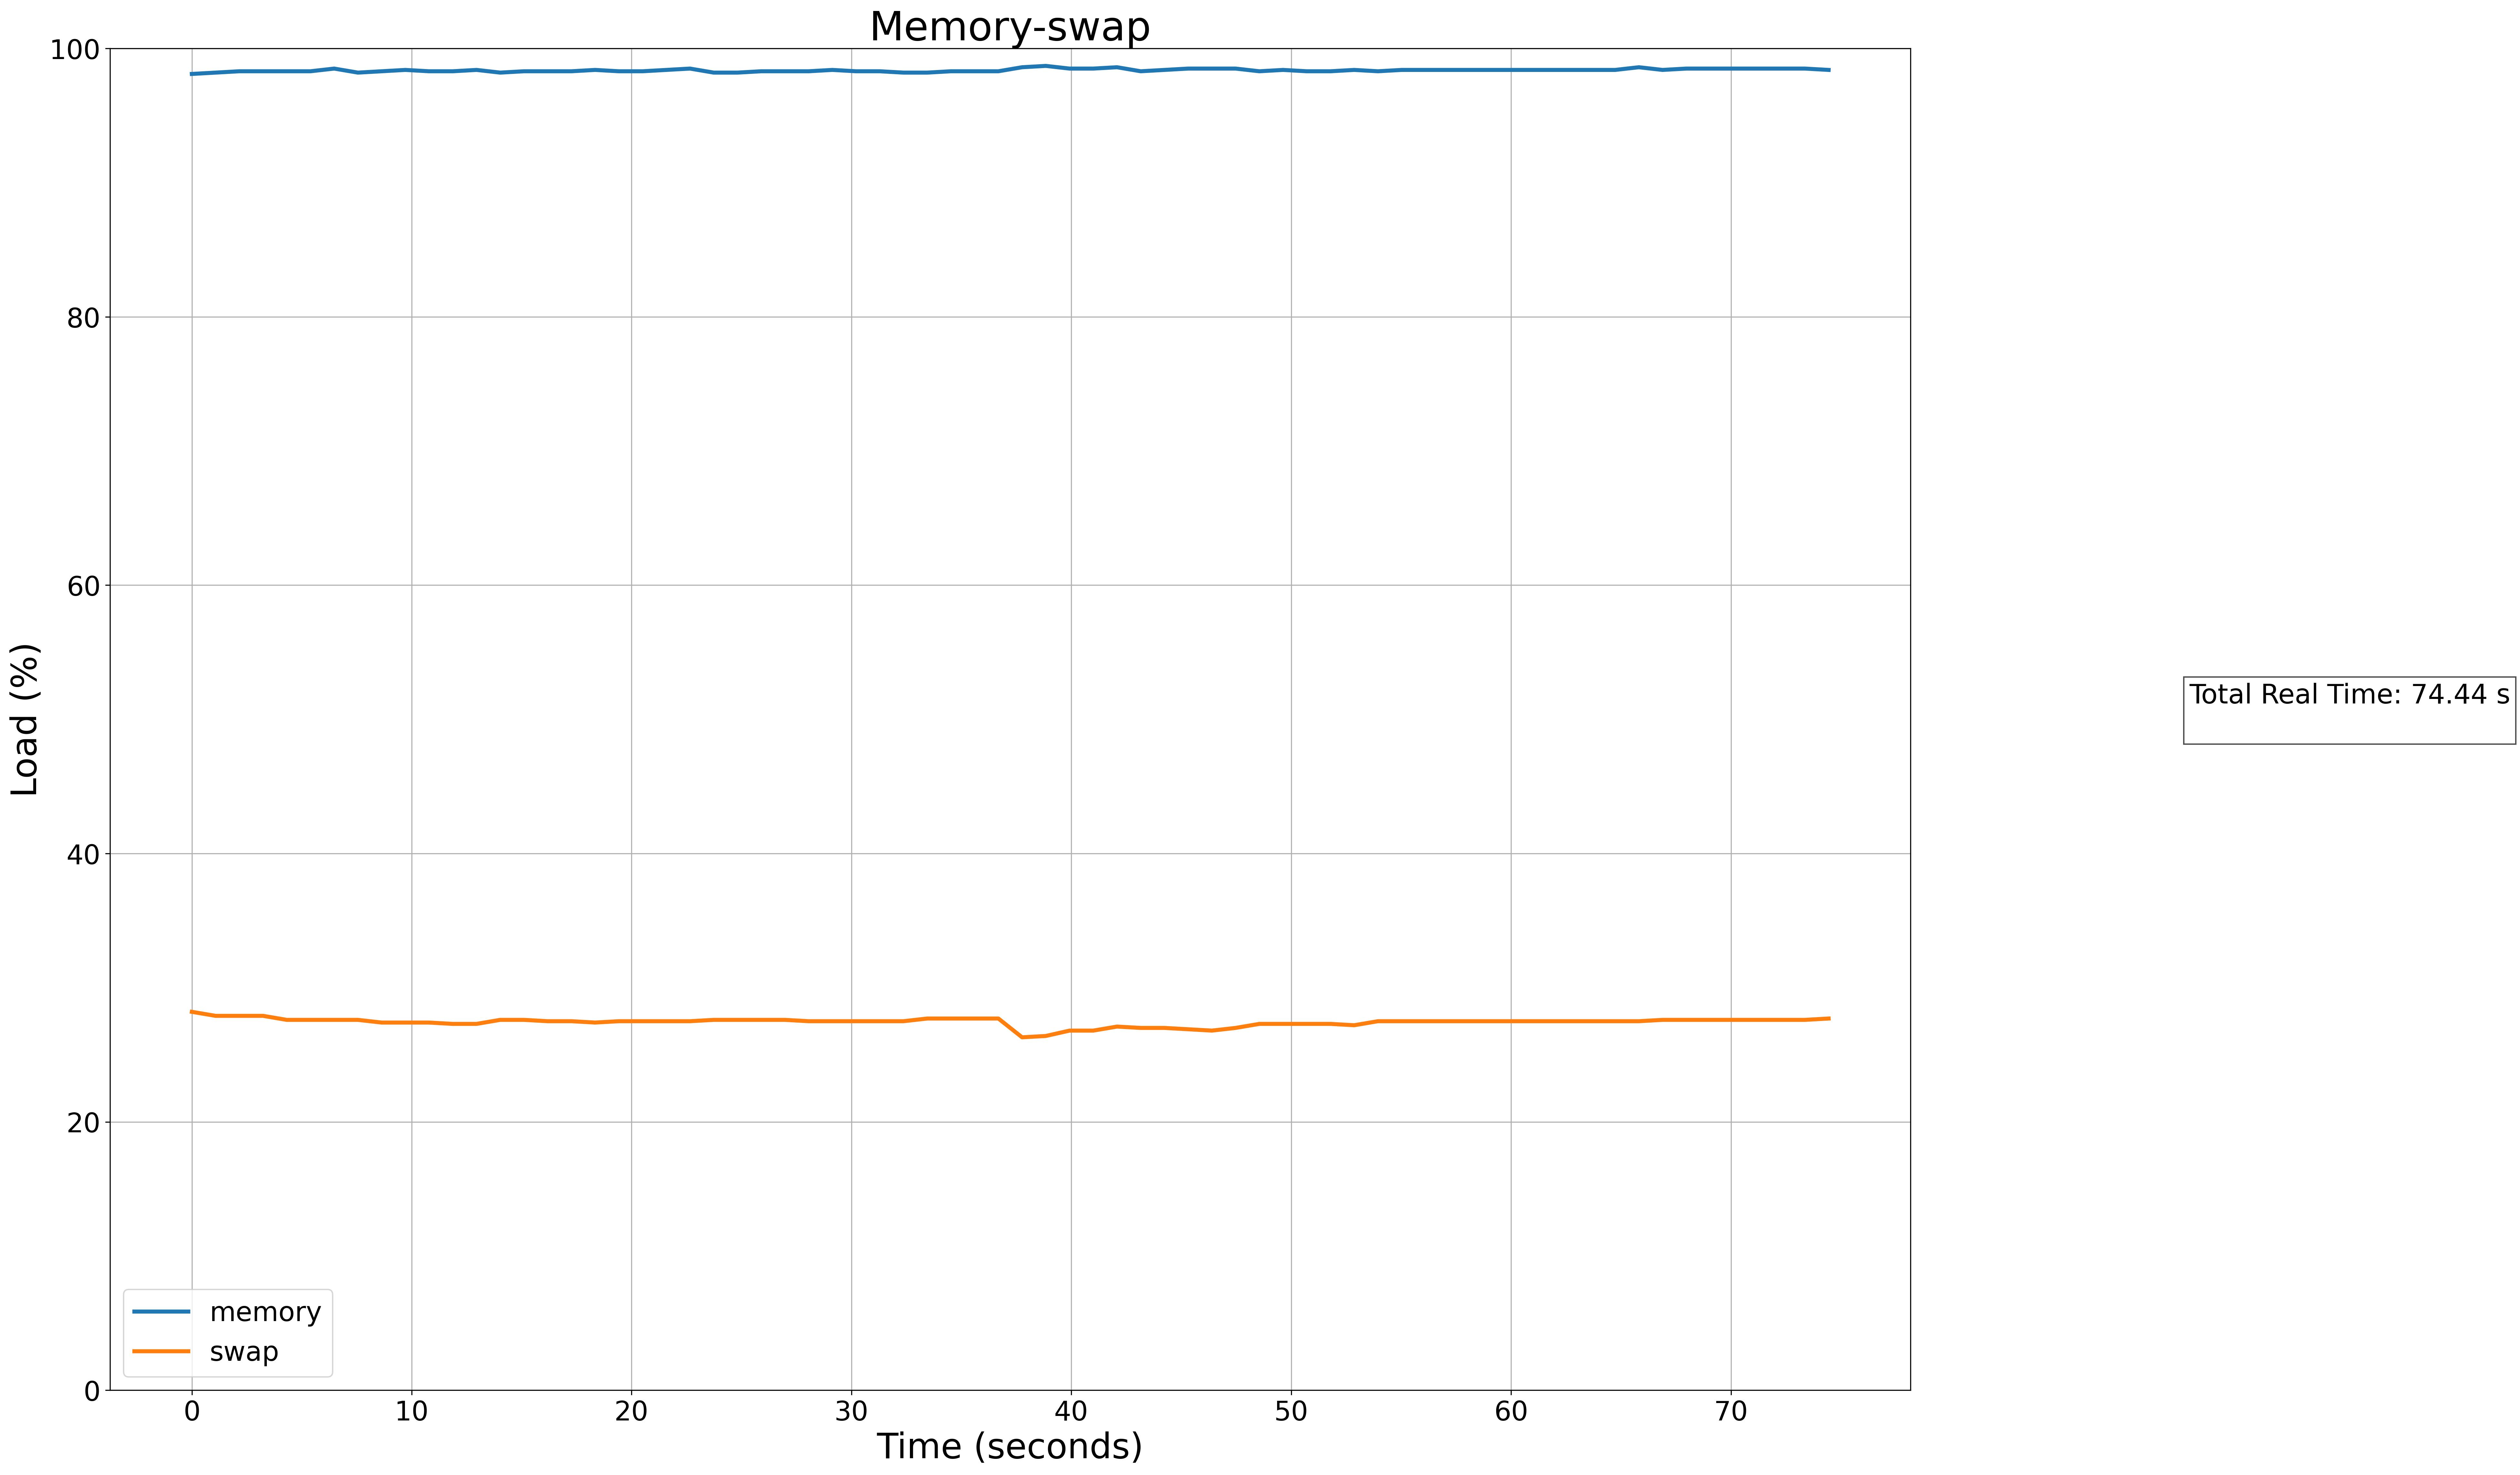 Memory-swap
100
80
60
40
20
0
Load (%)
0 10 20 30 40 50 60 70
Time (seconds)
memory
swap
Total Real Time: 74.44 s